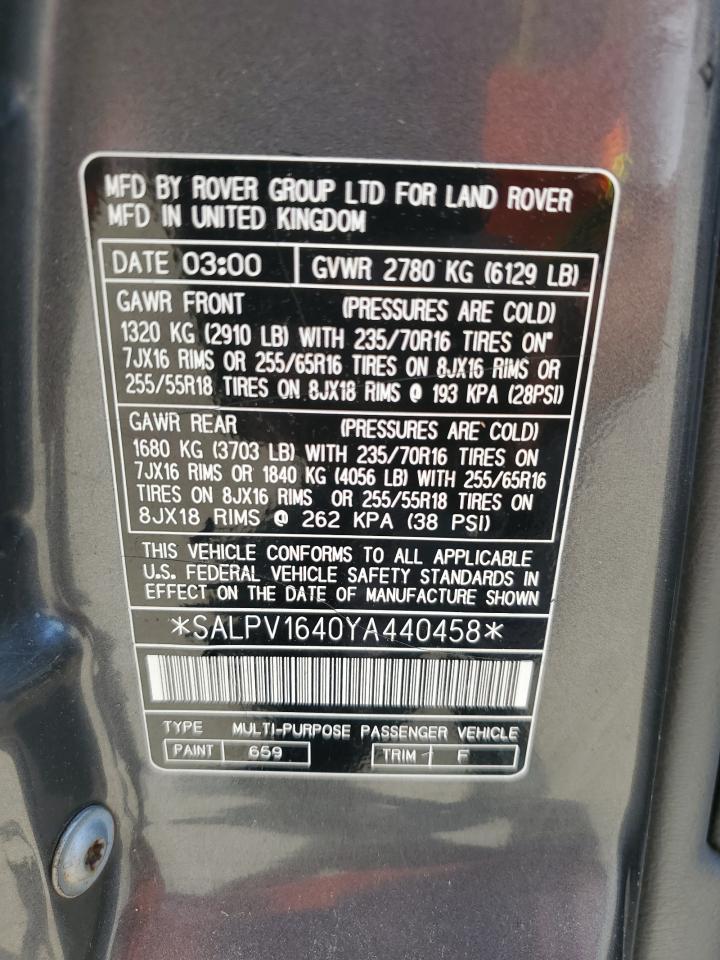 MFD BY ROVER GROUP LTD FOR LAND ROVER
MFD IN UNITED KINGDOM
DATE 03:00 GVWR 2780 KG (6129 LB)
GAWR FRONT (PRESSURES ARE COLD)
1320 KG (2910 LB) WITH 235/70R16 TIRES ON
7JX16 RIMS OR 255/65R16 TIRES ON 8JX16 RIMS OR
255/55R18 TIRES ON 8JX18 RIMS @ 193 KPA (28PSI)
GAWR REAR (PRESSURES ARE COLD)
1680 KG (3703 LB) WITH 235/70R16 TIRES ON
7JX16 RIMS OR 1840 KG (4056 LB) WITH 255/65R16
TIRES ON 8JX16 RIMS OR 255/55R18 TIRES ON
8JX18 RIMS @ 262 KPA (38 PSI)
THIS VEHICLE CONFORMS TO ALL APPLICABLE
U.S. FEDERAL VEHICLE SAFETY STANDARDS IN
EFFECT ON THE DATE OF MANUFACTURE SHOWN
*SALPV1640YA440458*
TYPE MULTI-PURPOSE PASSENGER VEHICLE
PAINT 659 TRIM F